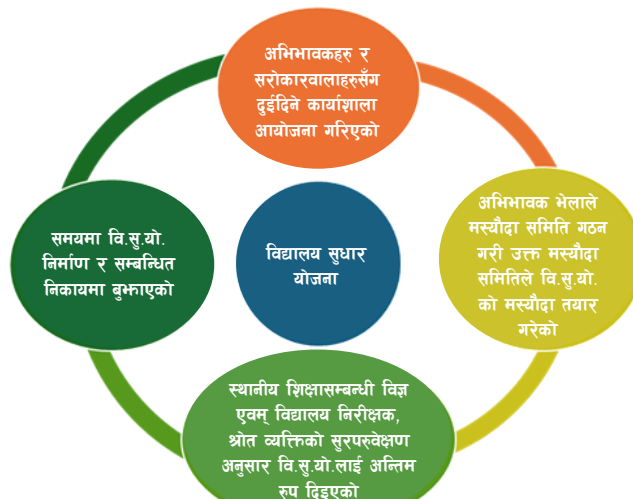 अभिभावकहरु र
सरोकारवालाहरुसँग
दुईदिने कार्याशाला
आयोजना गरिएको
अभिभावक भेलाले
मस्यौदा समिति गठन
गरी उक्त मस्यौदा
समितिले वि.सु.यो.
को मस्यौदा तयार
गरेको
स्थानीय शिक्षासम्बन्धी विज्ञ
एवम् विद्यालय निरीक्षक,
श्रोत व्यक्तिको सुरपरुवेक्षण
अनुसार वि.सु.यो.लाई अन्तिम
रुप दिइएको
समयमा वि.सु.यो.
निर्माण र सम्बन्धित
निकायमा बुझाएको
विद्यालय सुधार
योजना